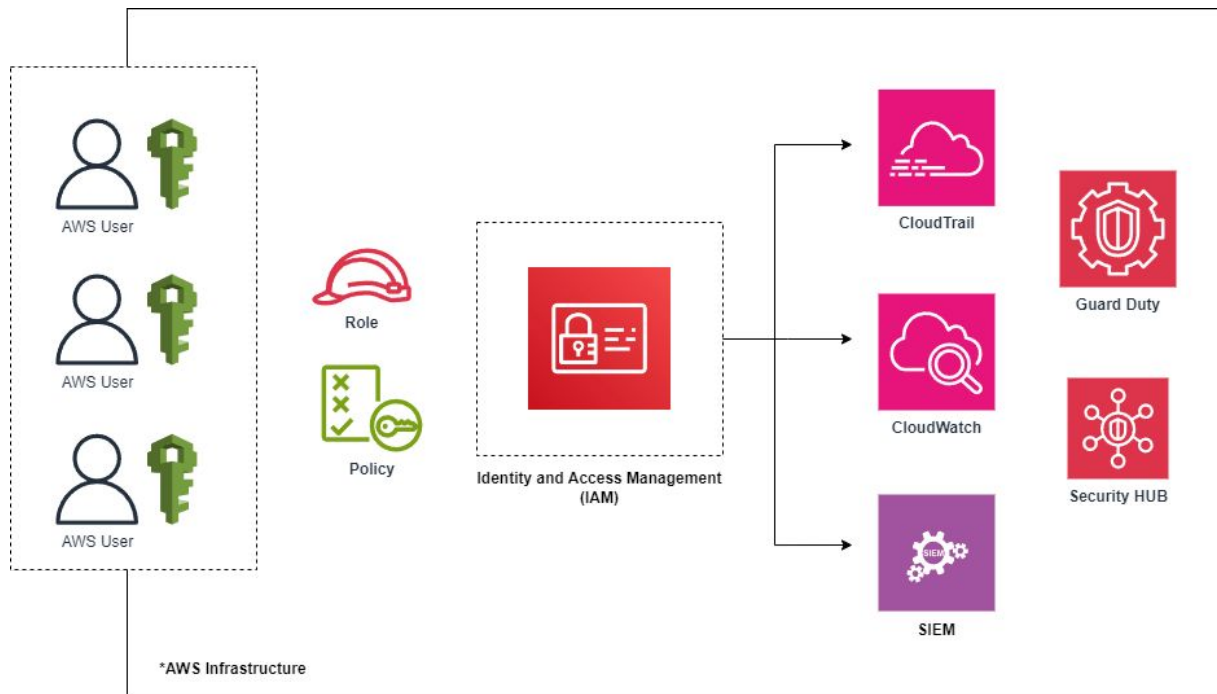 AWS User
AWS User
AWS User
Role
Policy
Identity and Access Management
(IAM)
CloudTrail
CloudWatch
SIEM
SIEM
Guard Duty
Security HUB
*AWS Infrastructure